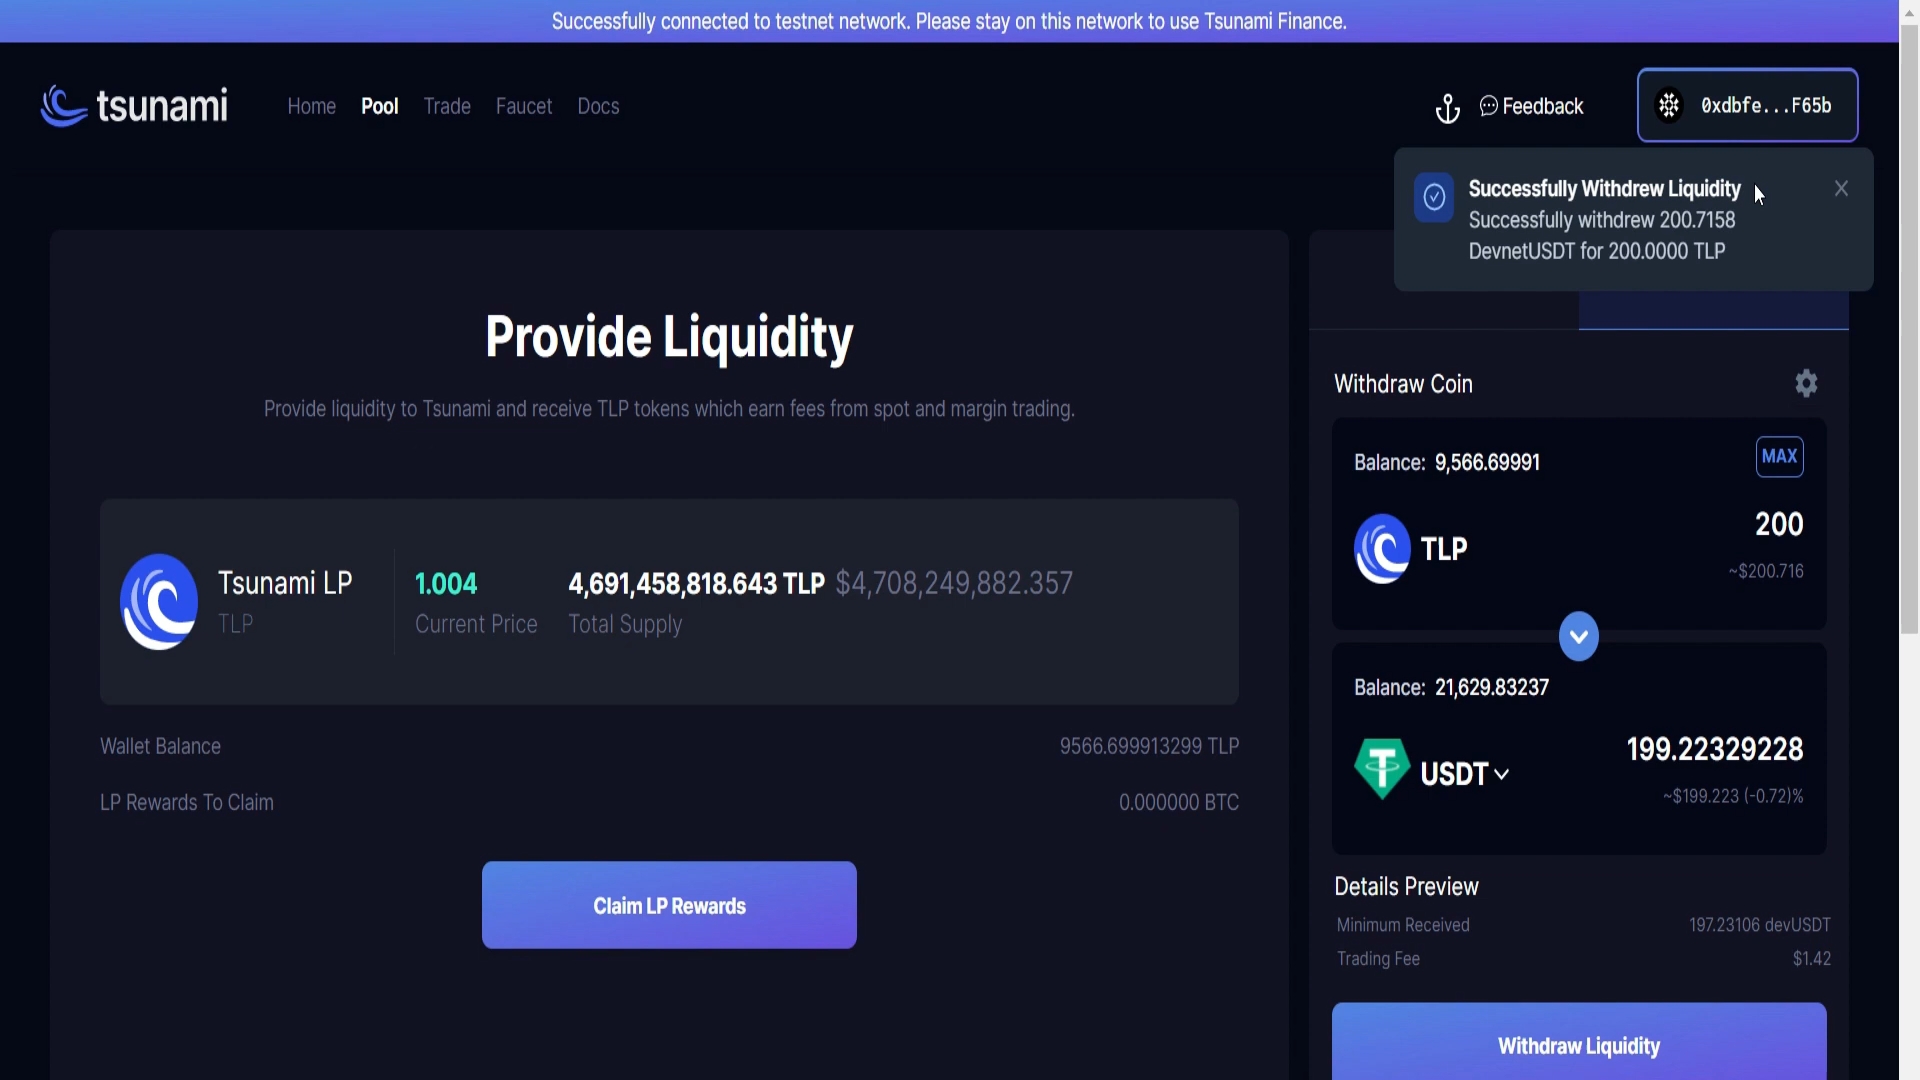 Successfully connected to testnet network. Please stay on this network to use Tsunami Finance.
tsunami
Home Pool Trade Faucet Docs
Feedback
0xdbfe...F65b
Successfully Withdrew Liquidity
Successfully withdrew 200.7158
DevnetUSDT for 200.0000 TLP
Provide Liquidity
Provide liquidity to Tsunami and receive TLP tokens which earn fees from spot and margin trading.
Tsunami LP
TLP
1.004
Current Price
4,691,458,818.643 TLP $4,708,249,882.357
Total Supply
Wallet Balance 9566.699913299 TLP
LP Rewards To Claim 0.000000 BTC
Claim LP Rewards
Withdraw Coin
Balance: 9,566.69991
MAX
TLP
200
~$200.716
Balance: 21,629.83237
USDT
199.22329228
~$199.223 (-0.72)%
Details Preview
Minimum Received 197.23106 devUSDT
Trading Fee $1.42
Withdraw Liquidity